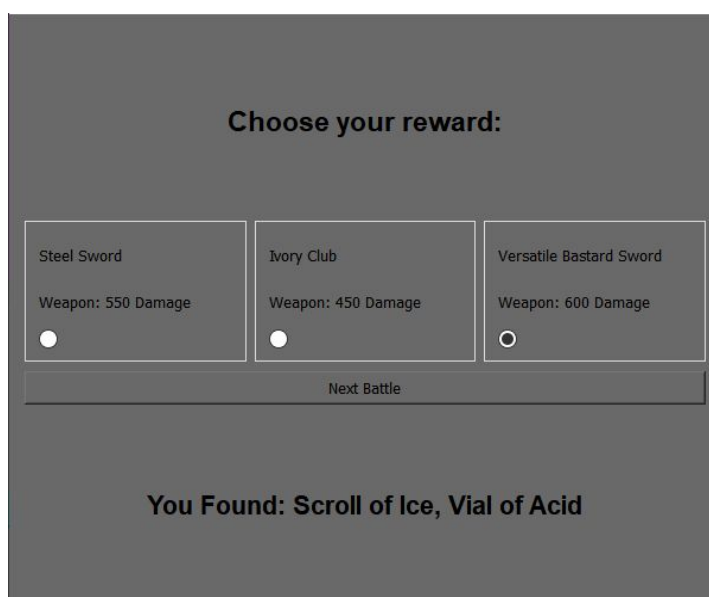 Choose your reward:
Steel Sword
Weapon: 550 Damage
Ivory Club
Weapon: 450 Damage
Versatile Bastard Sword
Weapon: 600 Damage
Next Battle
You Found: Scroll of Ice, Vial of Acid